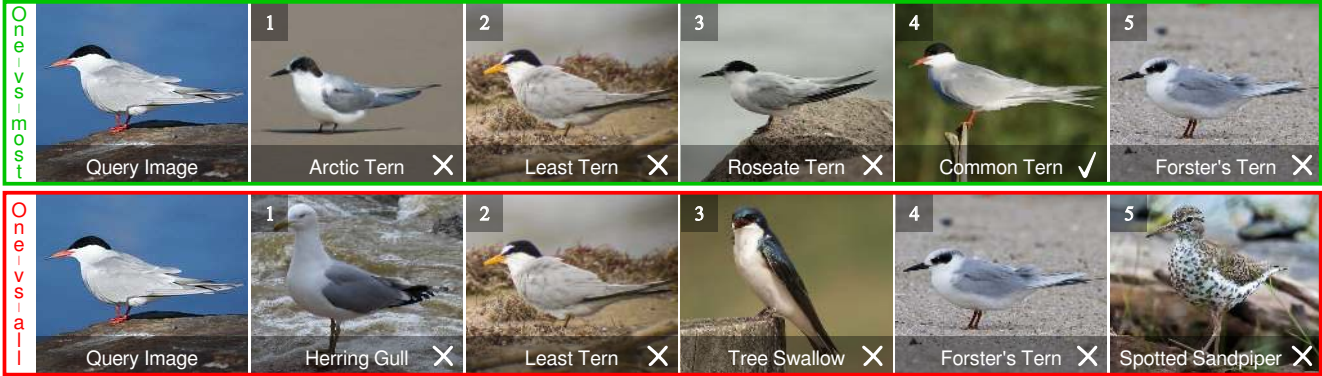 One-vs-most
Query Image
1
Arctic Tern
2
Least Tern
3
Roseate Tern
4
Common Tern
5
Forster's Tern
One-vs-all
Query Image
1
Herring Gull
2
Least Tern
3
Tree Swallow
4
Forster's Tern
5
Spotted Sandpiper